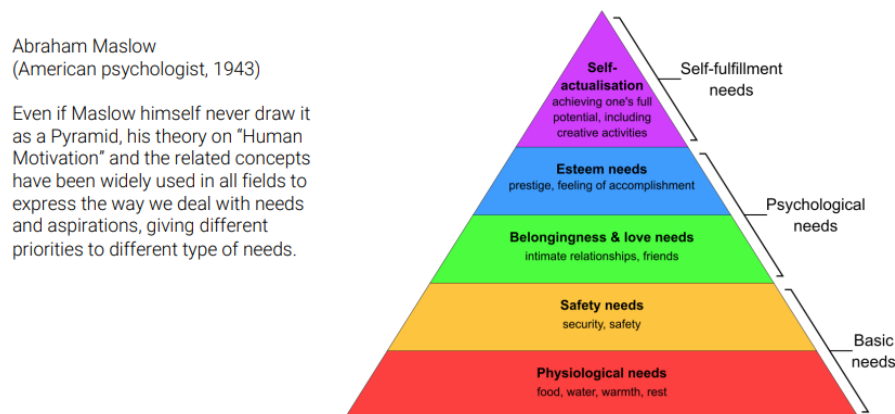 Abraham Maslow
(American psychologist, 1943)
Even if Maslow himself never draw it
as a Pyramid, his theory on “Human
Motivation” and the related concepts
have been widely used in all fields to
express the way we deal with needs
and aspirations, giving different
priorities to different type of needs.
Self-
actualisation
achieving one's full
potential, including
creative activities
Self-fulfillment
needs
Esteem needs
prestige, feeling of accomplishment
Belongingness & love needs
intimate relationships, friends
Psychological
needs
Safety needs
security, safety
Physiological needs
food, water, warmth, rest
Basic
needs